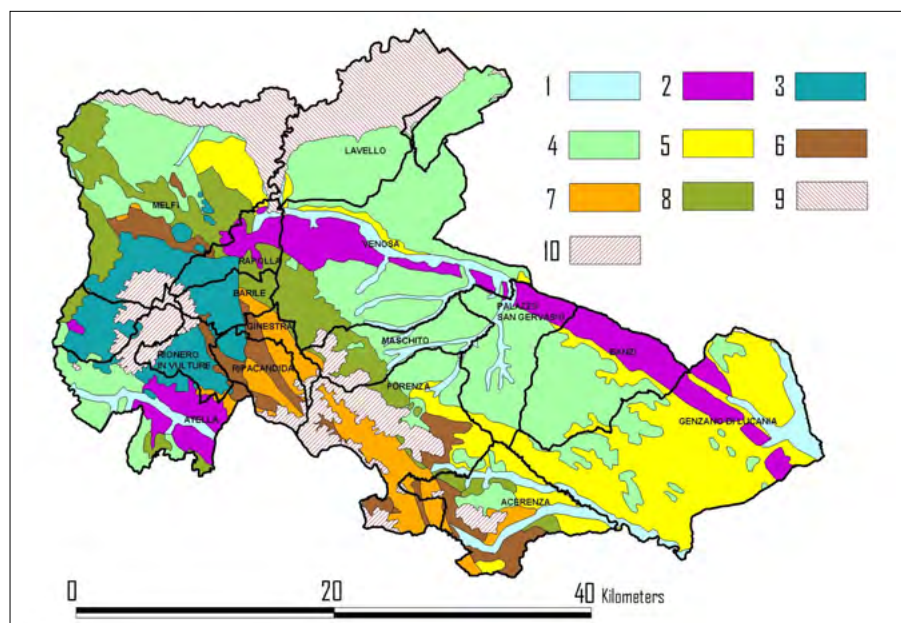 1 2 3
4 5 6
LAVELLO
7 8 9
MELFI
10
VENOSA
RAPOLLA
BARILE
PALAZZO
SAN GERVASIO
GINESTRA
MASCHITO
RIONERO
IN VULTURE
RIPACANDIDA
BANZI
FORENZA
ATELLA
GENZANO DI LUCANIA
ACERENZA
0 20 40 Kilometers